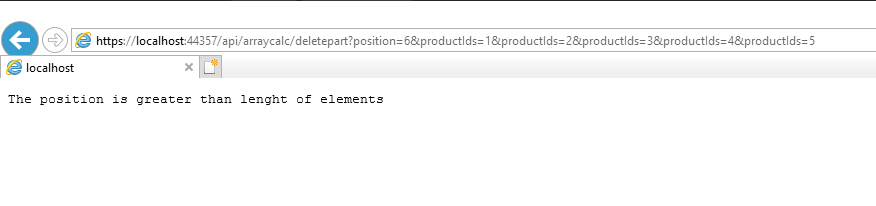 https://localhost:44357/api/arraycalc/deletepart?position=6&productIds=1&productIds=2&productIds=3&productIds=4&productIds=5
localhost
The position is greater than lenght of elements